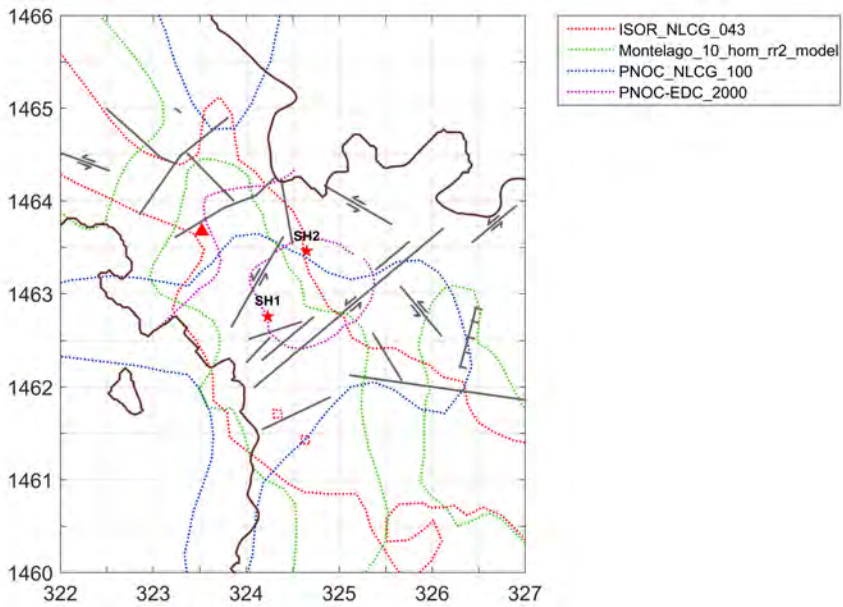 1466
1465
1464
1463
1462
1461
1460
322
323
324
325
326
327
SH2
SH1
ISOR_NLCG_043
Montelago_10_hom_rr2_model
PNOC_NLCG_100
PNOC-EDC_2000